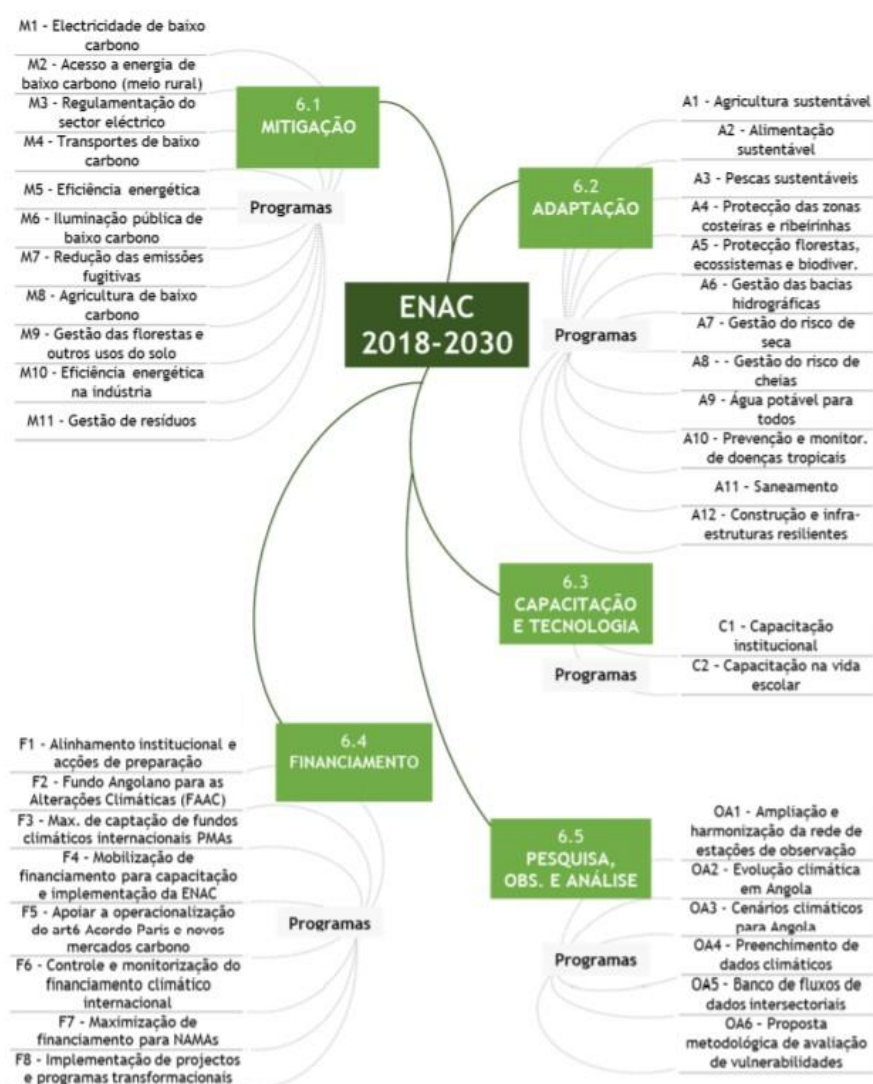 M1 - Electricidade de baixo
carbono
M2 - Acesso a energia de
baixo carbono (meio rural)
M3 - Regulamentação do
sector eléctrico
M4 - Transportes de baixo
carbono
M5 - Eficiência energética
M6 - Iluminação pública de
baixo carbono
M7 - Redução das emissões
fugitivas
M8 - Agricultura de baixo
carbono
M9 - Gestão das florestas e
outros usos do solo
M10 - Eficiência energética
na indústria
M11 - Gestão de resíduos
6.1
MITIGAÇÃO
Programas
ENAC
2018-2030
6.2
ADAPTAÇÃO
Programas
A1 - Agricultura sustentável
A2 - Alimentação
sustentável
A3 - Pescas sustentáveis
A4 - Protecção das zonas
costeiras e ribeirinhas
A5 - Protecção florestas,
ecossistemas e biodiver.
A6 - Gestão das bacias
hidrográficas
A7 - Gestão do risco de
seca
A8 - - Gestão do risco de
cheias
A9 - Água potável para
todos
A10 - Prevenção e monitor.
de doenças tropicais
A11 - Saneamento
A12 - Construção e infra-
estruturas resilientes
6.3
CAPACITAÇÃO
E TECNOLOGIA
Programas
C1 - Capacitação
institucional
C2 - Capacitação na vida
escolar
6.4
FINANCIAMENTO
Programas
F1 - Alinhamento institucional e
acções de preparação
F2 - Fundo Angolano para as
Alterações Climáticas (FAAC)
F3 - Max. de captação de fundos
climáticos internacionais PMAs
F4 - Mobilização de
financiamento para capacitação
e implementação da ENAC
F5 - Apoiar a operacionalização
do art6 Acordo Paris e novos
mercados carbono
F6 - Controle e monitorização do
financiamento climático
internacional
F7 - Maximização de
financiamento para NAMAs
F8 - Implementação de projectos
e programas transformacionais
6.5
PESQUISA,
OBS. E ANÁLISE
Programas
OA1 - Ampliação e
harmonização da rede de
estações de observação
OA2 - Evolução climática
em Angola
OA3 - Cenários climáticos
para Angola
OA4 - Preenchimento de
dados climáticos
OA5 - Banco de fluxos de
dados intersectoriais
OA6 - Proposta
metodológica de avaliação
de vulnerabilidades